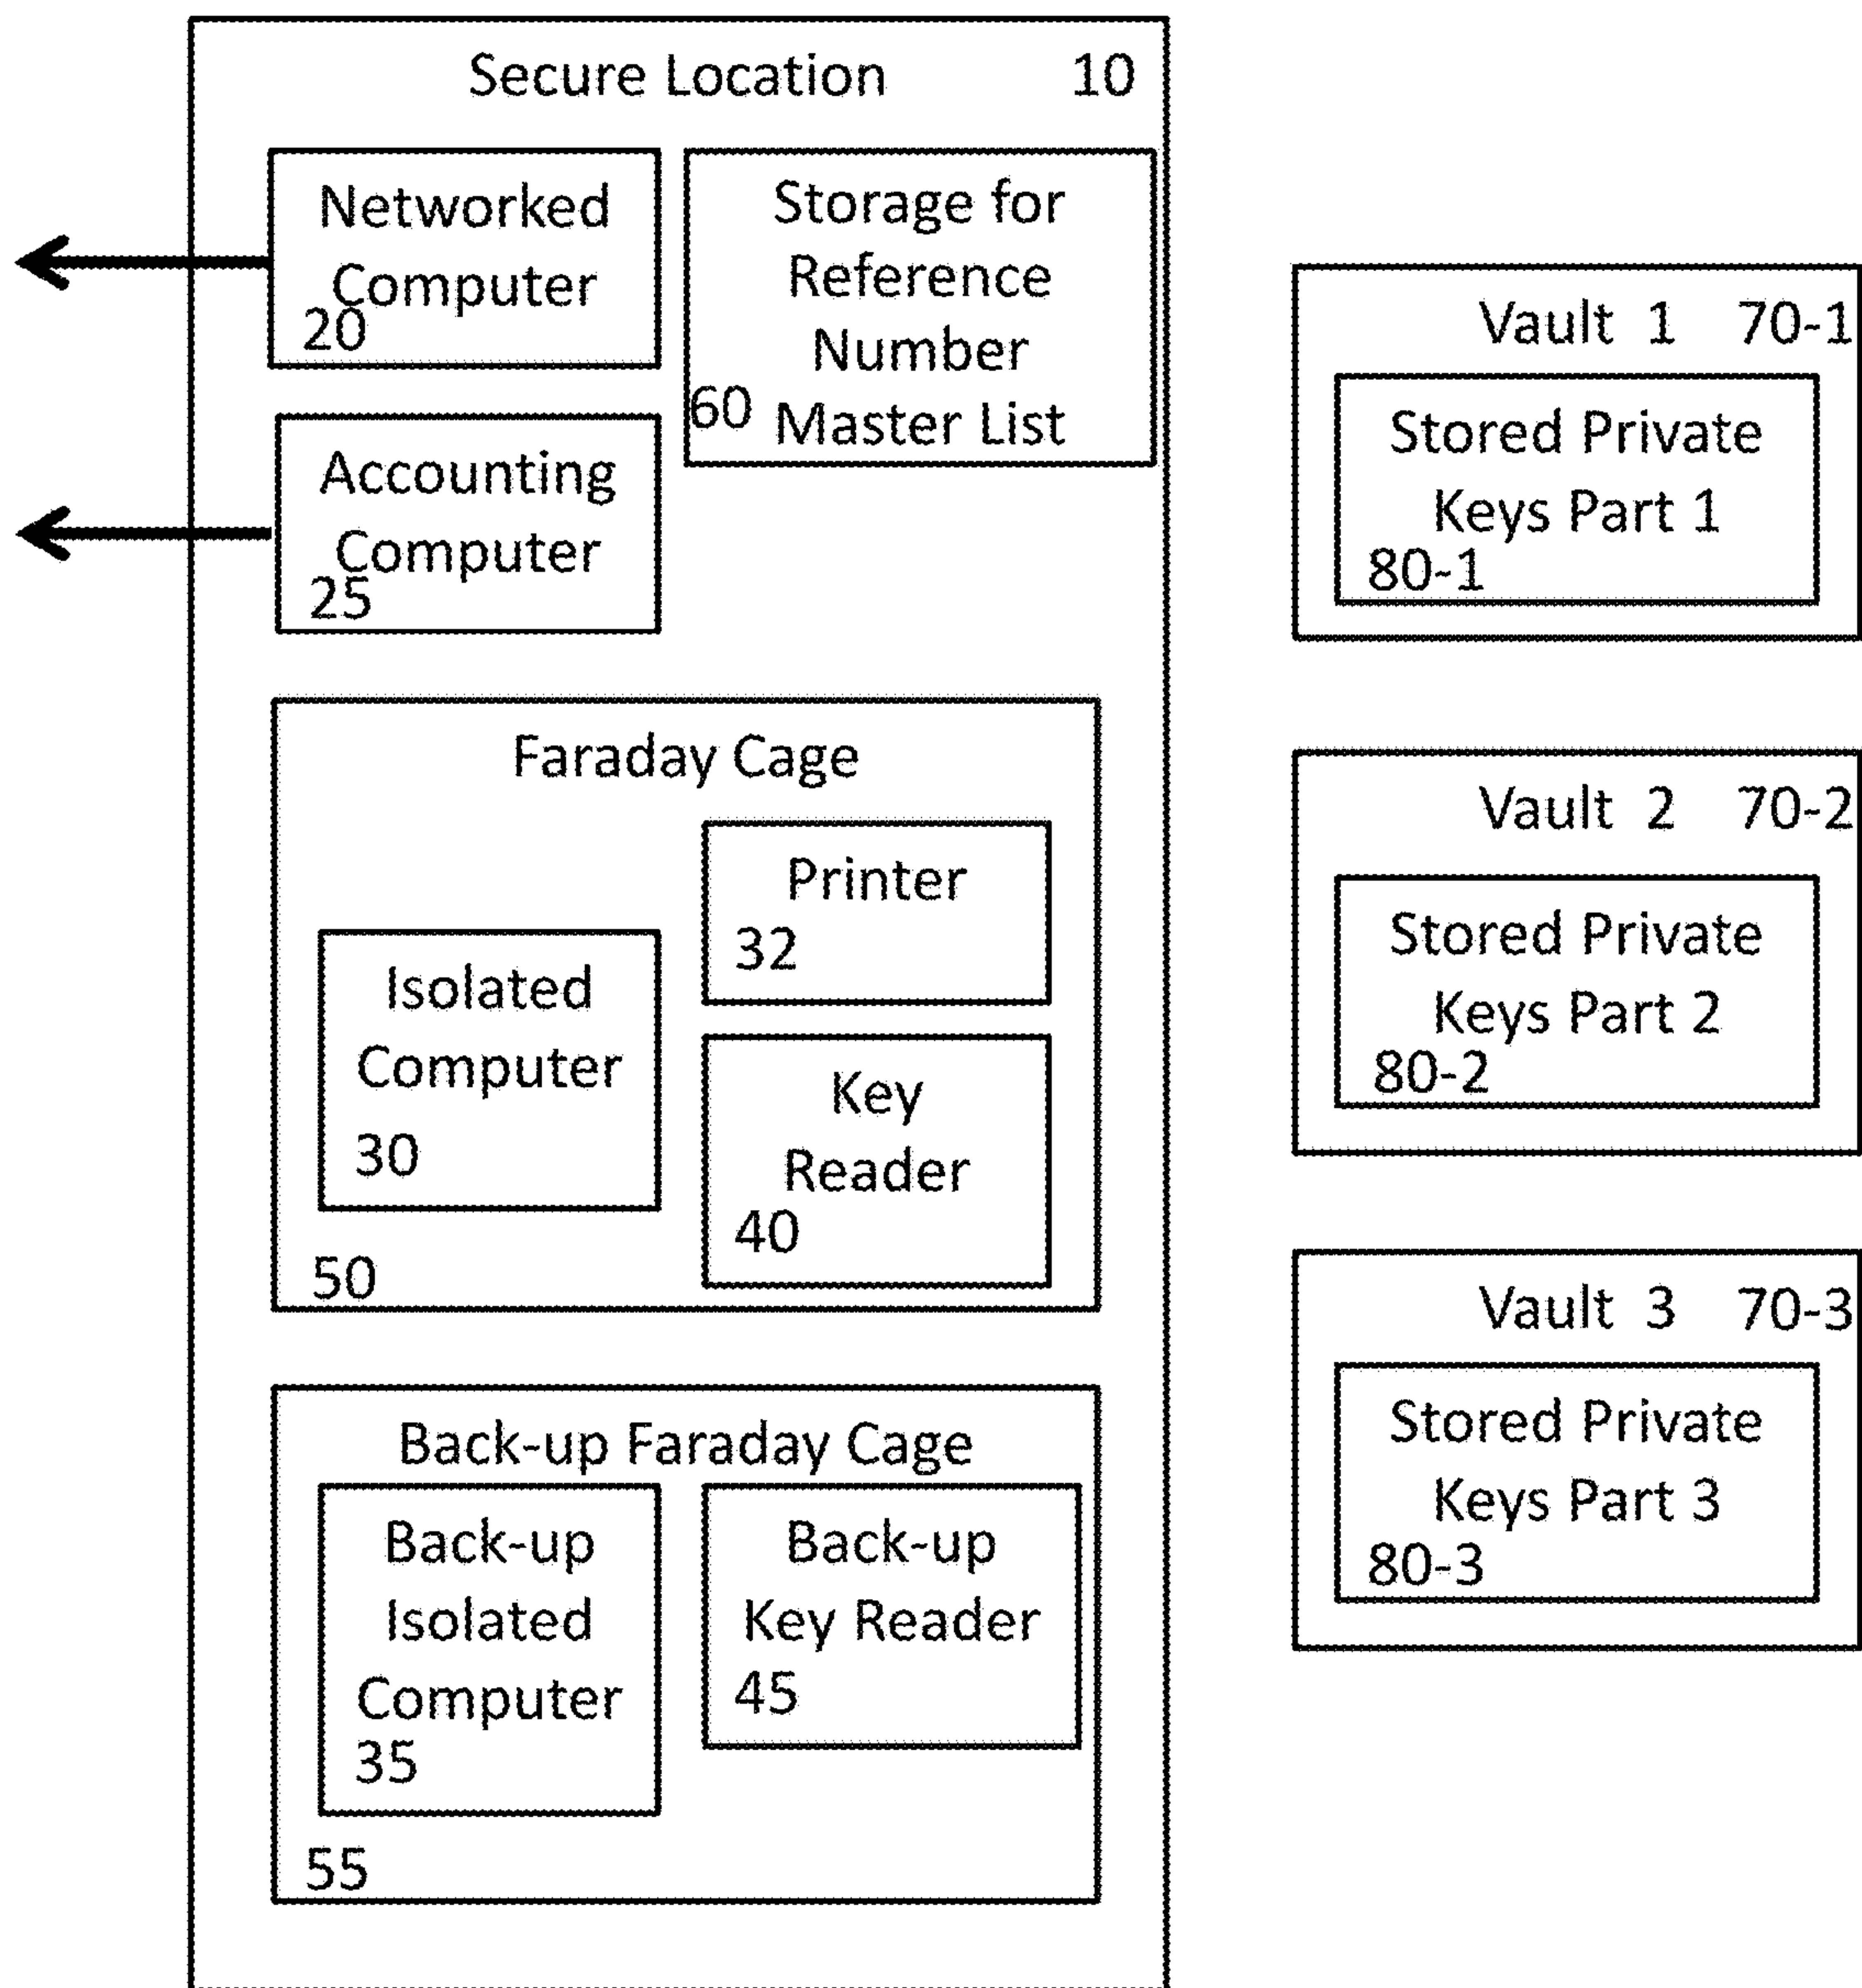 Secure Location 10
Networked
Computer
20
Storage for
Reference
Number
60 Master List
Accounting
Computer
25
Faraday Cage
Printer
32
Isolated
Computer
30
Key
Reader
40
50
Back-up Faraday Cage
Back-up
Isolated
Computer
35
Back-up
Key Reader
45
55
Vault 1 70-1
Stored Private
Keys Part 1
80-1
Vault 2 70-2
Stored Private
Keys Part 2
80-2
Vault 3 70-3
Stored Private
Keys Part 3
80-3